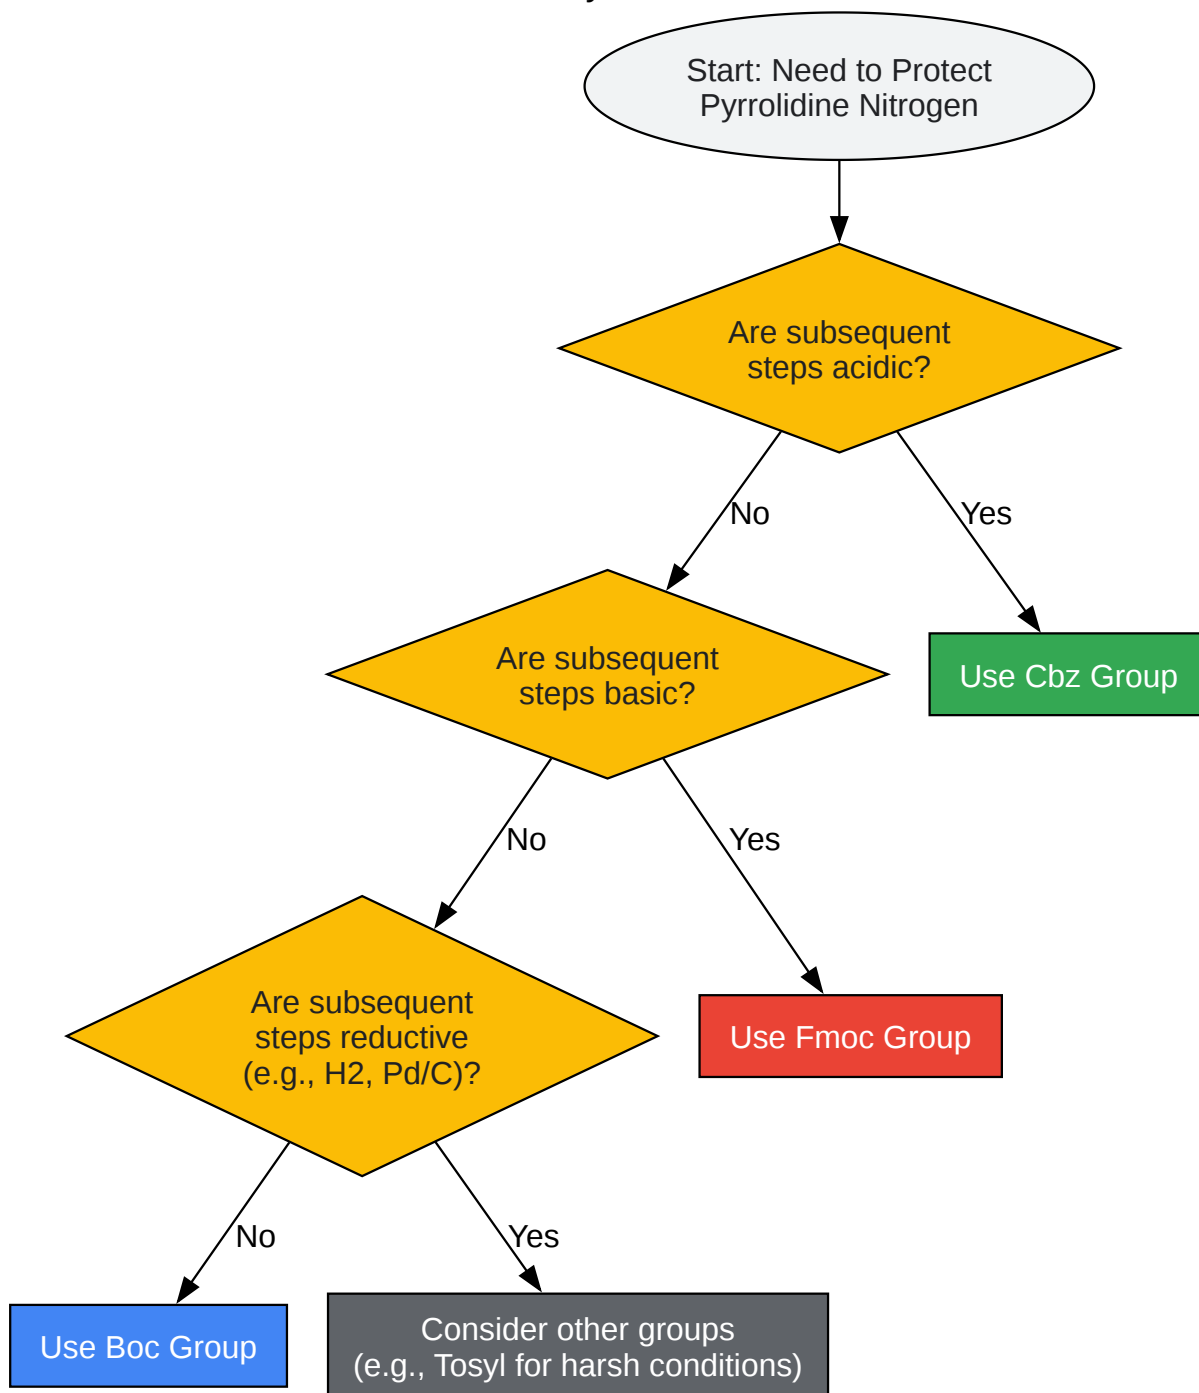 Start: Need to Protect
Pyrrolidine Nitrogen
Are subsequent
steps acidic?
No
Yes
Are subsequent
steps basic?
Use Cbz Group
No
Yes
Are subsequent
steps reductive
(e.g., H2, Pd/C)?
Use Fmoc Group
No
Yes
Use Boc Group
Consider other groups
(e.g., Tosyl for harsh conditions)